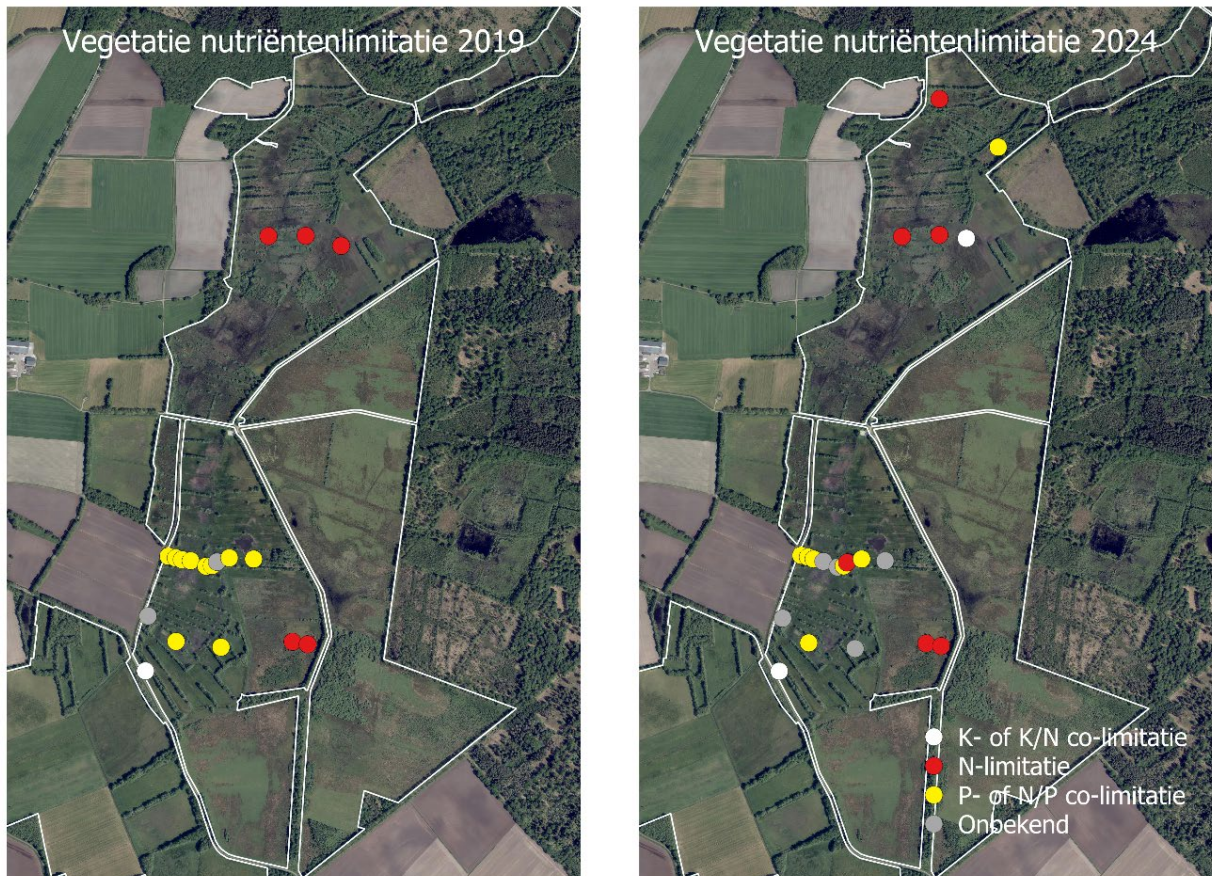 Vegetatie nutriëntenlimitatie 2019
Vegetatie nutriëntenlimitatie 2024
K- of K/N co-limitatie
N-limitatie
P- of N/P co-limitatie
Onbekend